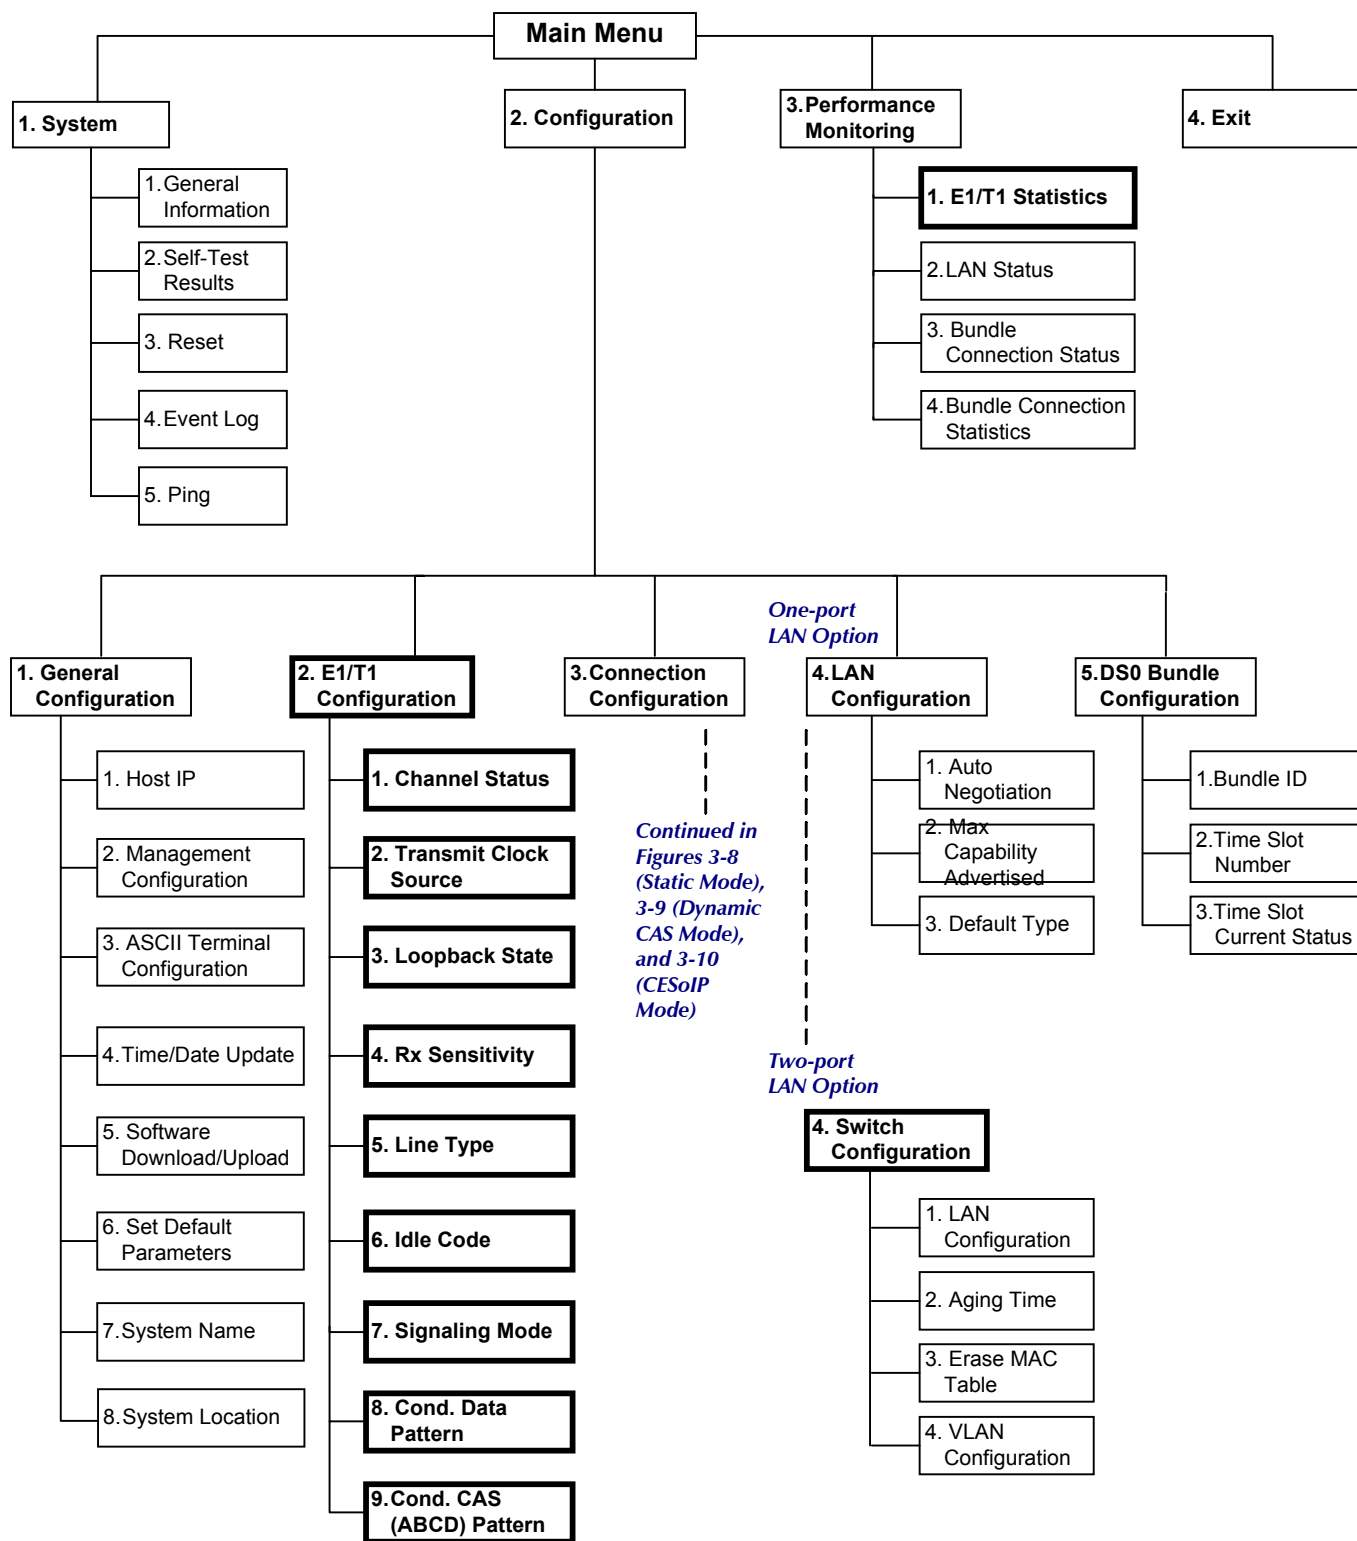 Main Menu
1. System
2. Configuration
3.Performance
Monitoring
4. Exit
1.General
Information
2.Self-Test
Results
3. Reset
4.Event Log
5. Ping
1. E1/T1 Statistics
2.LAN Status
3. Bundle
Connection Status
4.Bundle Connection
Statistics
One-port
LAN Option
1. General
Configuration
2. E1/T1
Configuration
3.Connection
Configuration
4.LAN
Configuration
5.DS0 Bundle
Configuration
1. Host IP
2. Management
Configuration
3. ASCII Terminal
Configuration
4.Time/Date Update
5. Software
Download/Upload
6. Set Default
Parameters
7.System Name
8.System Location
1. Channel Status
2. Transmit Clock
Source
3. Loopback State
4. Rx Sensitivity
5. Line Type
6. Idle Code
7. Signaling Mode
8. Cond. Data
Pattern
9.Cond. CAS
(ABCD) Pattern
Continued in
Figures 3-8
(Static Mode),
3-9 (Dynamic
CAS Mode),
and 3-10
(CESoIP
Mode)
1. Auto
Negotiation
2. Max
Capability
Advertised
3. Default Type
1.Bundle ID
2.Time Slot
Number
3.Time Slot
Current Status
Two-port
LAN Option
4. Switch
Configuration
1. LAN
Configuration
2. Aging Time
3. Erase MAC
Table
4. VLAN
Configuration